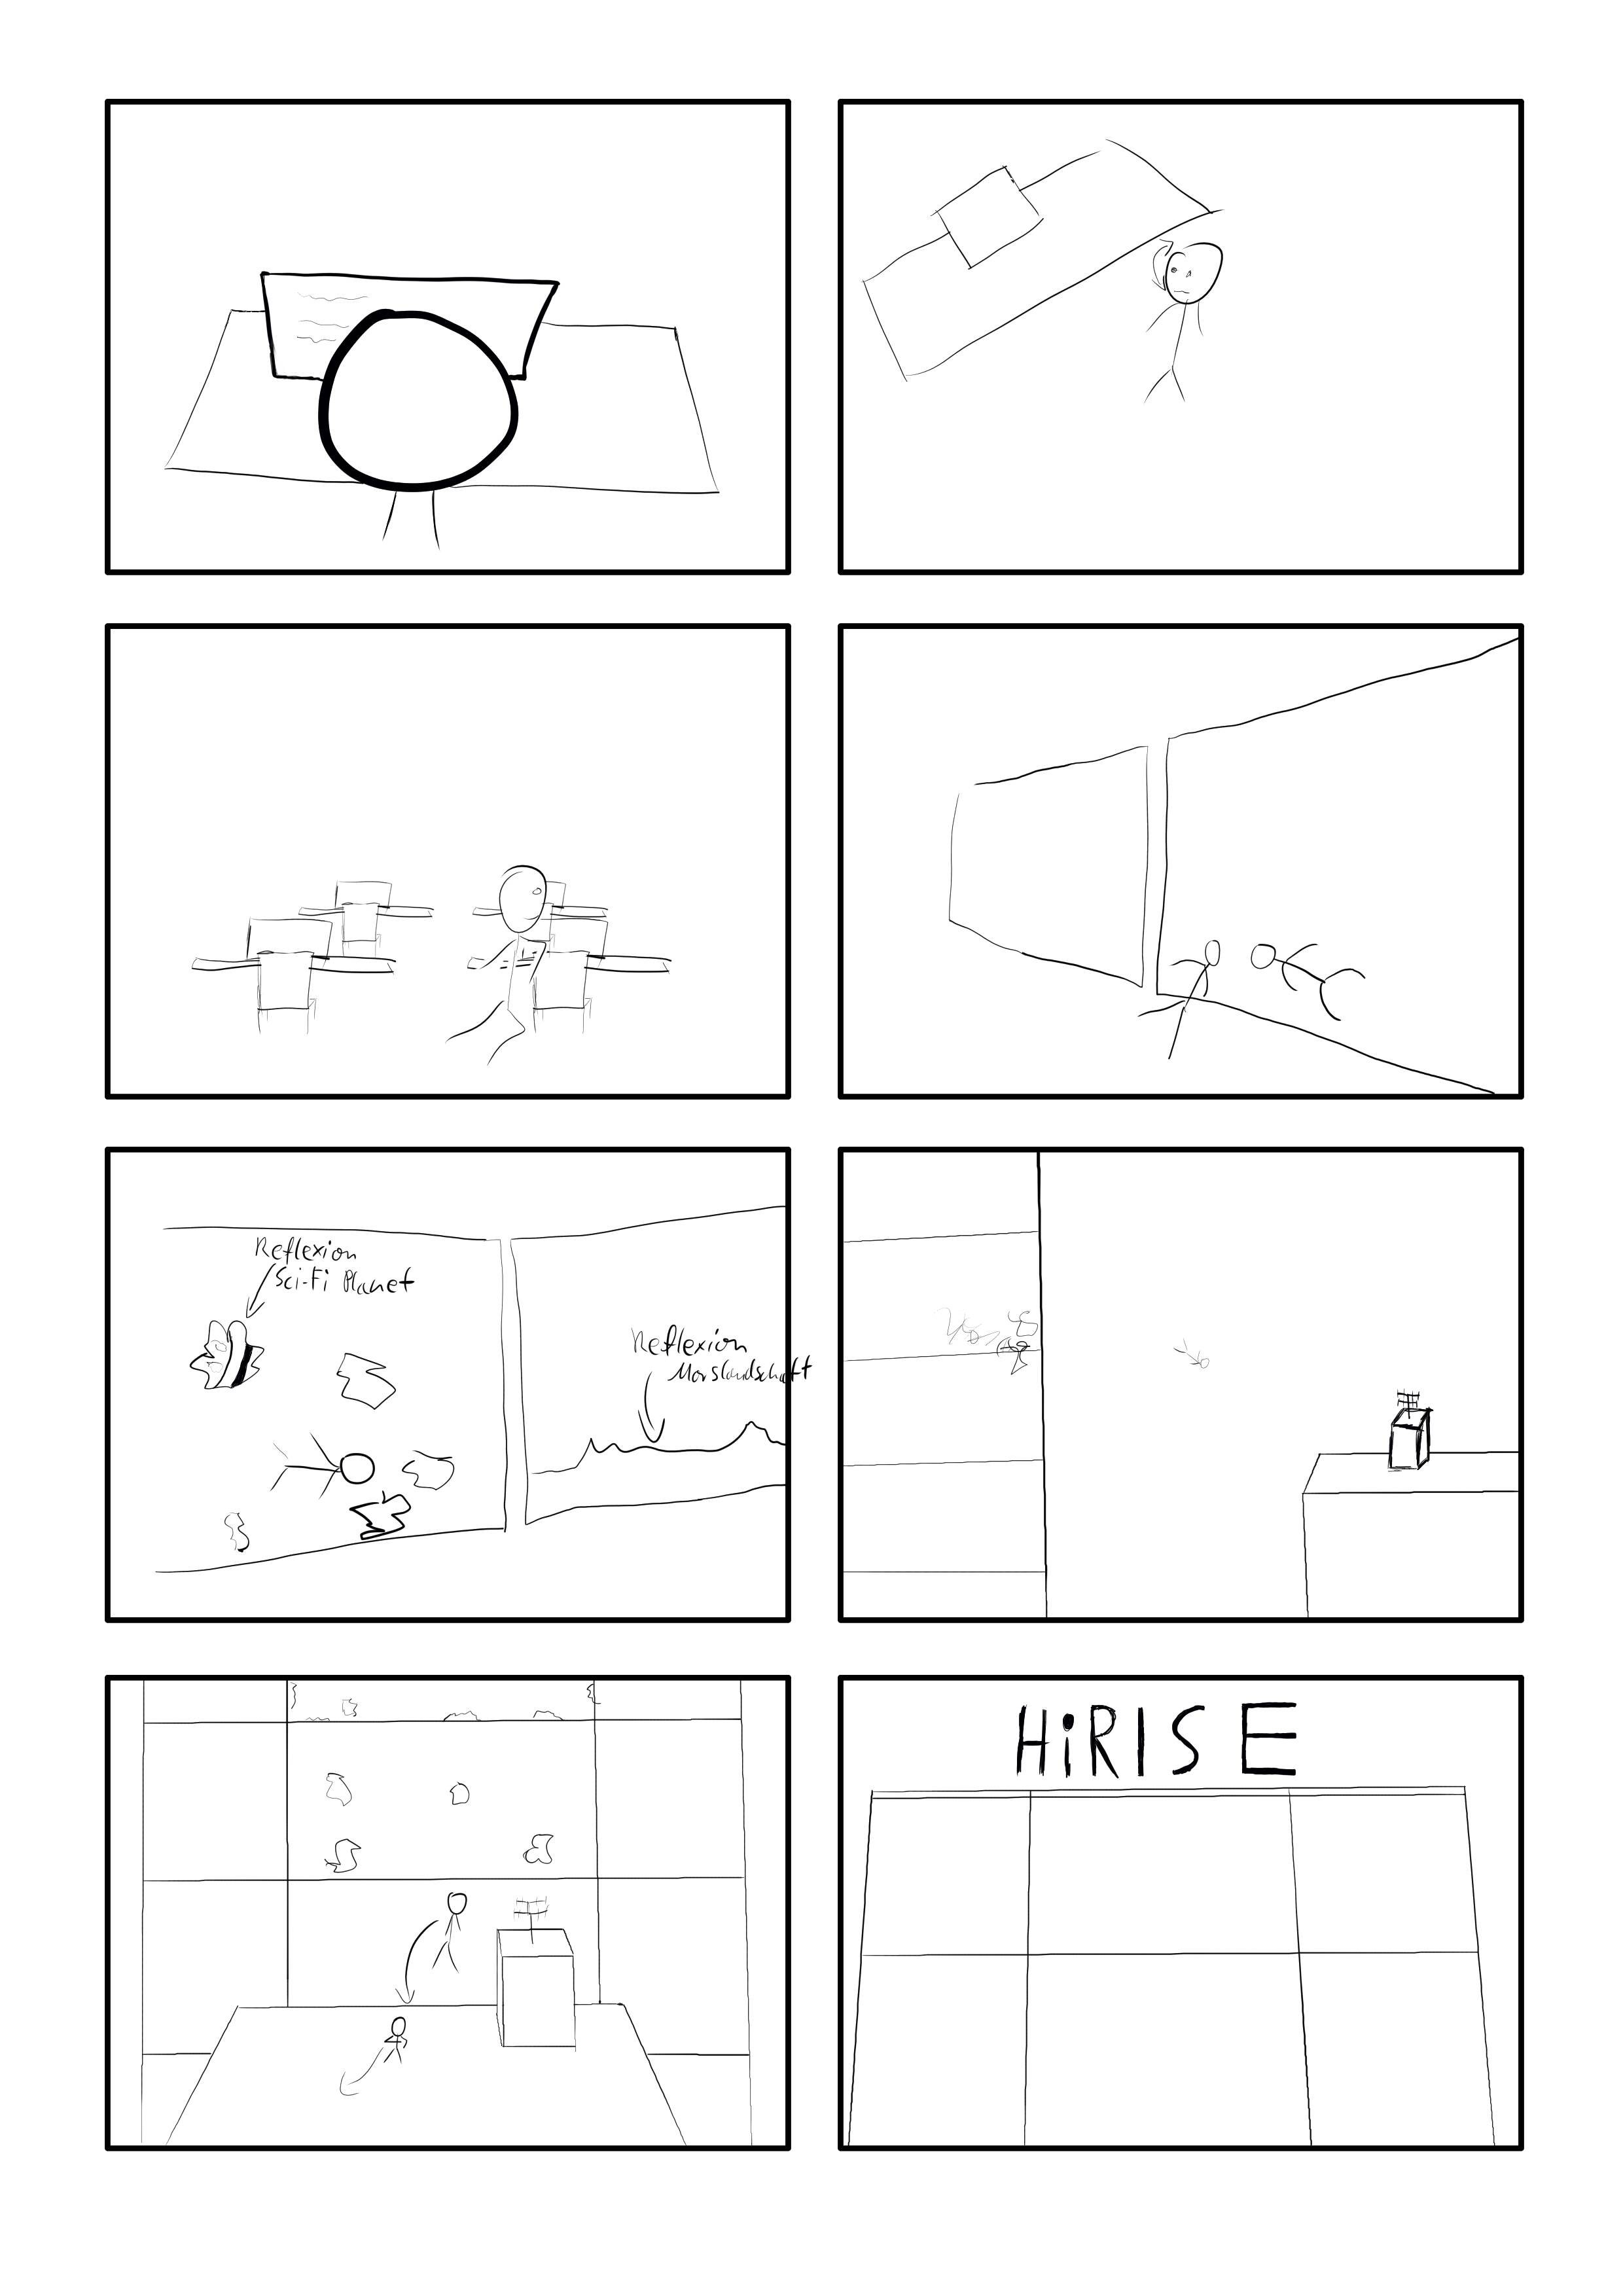 Reflexion
Sci-Fi Planet
Reflexion
Marslandschaft
HiRISE